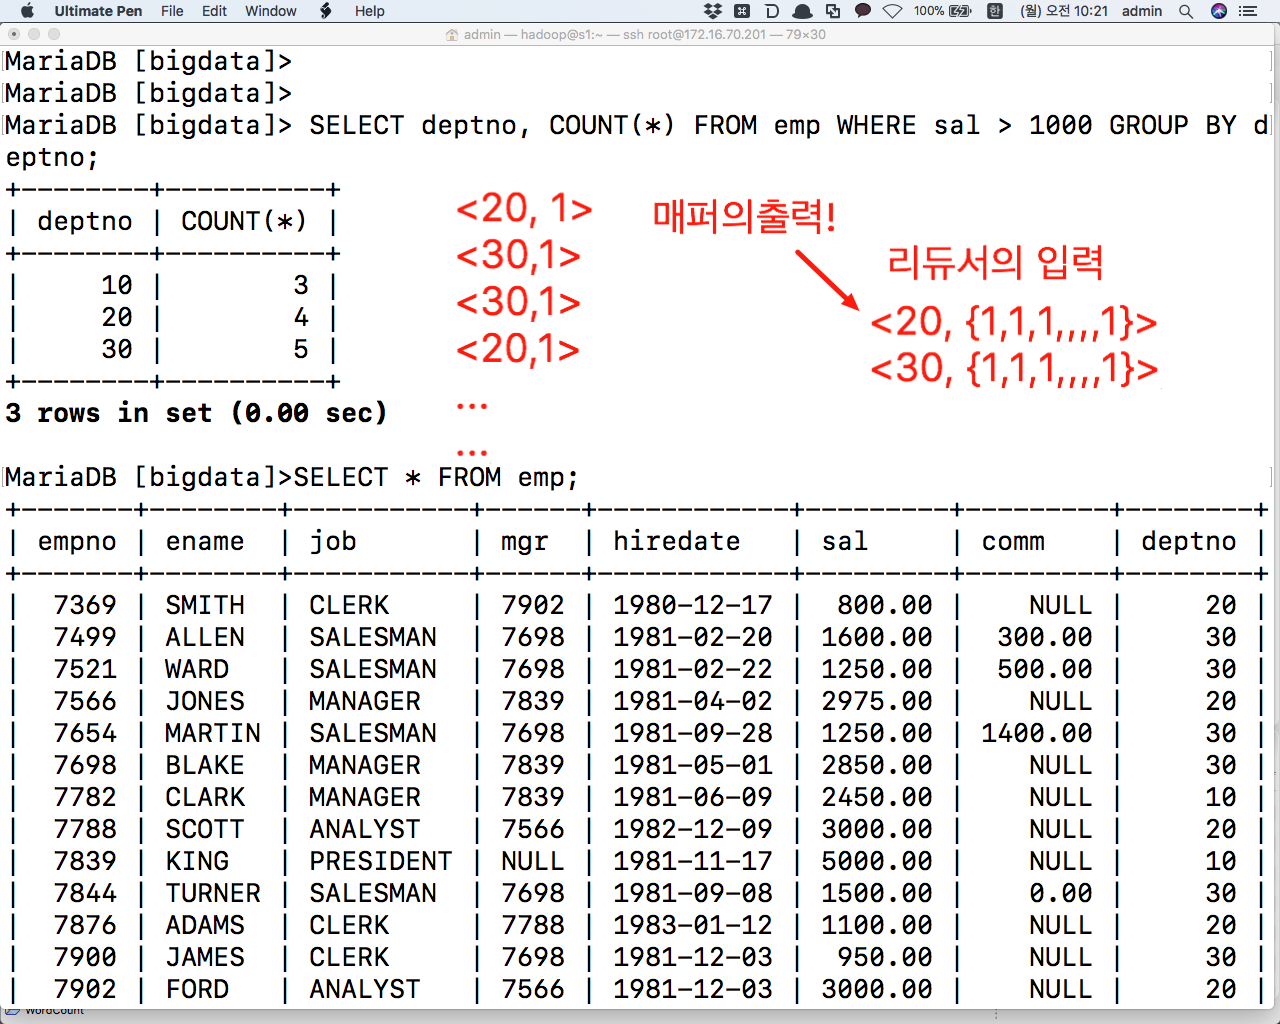 Ultimate Pen File Edit Window Help 100% 한 (월) 오전 10:21 admin
admin — hadoop@s1:~ — ssh root@172.16.70.201 — 79×30
MariaDB [bigdata]>
MariaDB [bigdata]>
MariaDB [bigdata]> SELECT deptno, COUNT(*) FROM emp WHERE sal > 1000 GROUP BY d
eptno;
+--------+----------+
| deptno | COUNT(*) |
+--------+----------+
|     10 |        3 |
|     20 |        4 |
|     30 |        5 |
+--------+----------+
3 rows in set (0.00 sec)
<20, 1>
<30,1>
<30,1>
<20,1>
...
...
매퍼의출력!
리듀서의 입력
<20, {1,1,1,,,,1}>
<30, {1,1,1,,,,1}>
MariaDB [bigdata]>SELECT * FROM emp;
+-------+--------+-----------+------+------------+---------+---------+--------+
| empno | ename  | job       | mgr  | hiredate   | sal     | comm    | deptno |
+-------+--------+-----------+------+------------+---------+---------+--------+
|  7369 | SMITH  | CLERK     | 7902 | 1980-12-17 |  800.00 |    NULL |     20 |
|  7499 | ALLEN  | SALESMAN  | 7698 | 1981-02-20 | 1600.00 |  300.00 |     30 |
|  7521 | WARD   | SALESMAN  | 7698 | 1981-02-22 | 1250.00 |  500.00 |     30 |
|  7566 | JONES  | MANAGER   | 7839 | 1981-04-02 | 2975.00 |    NULL |     20 |
|  7654 | MARTIN | SALESMAN  | 7698 | 1981-09-28 | 1250.00 | 1400.00 |     30 |
|  7698 | BLAKE  | MANAGER   | 7839 | 1981-05-01 | 2850.00 |    NULL |     30 |
|  7782 | CLARK  | MANAGER   | 7839 | 1981-06-09 | 2450.00 |    NULL |     10 |
|  7788 | SCOTT  | ANALYST   | 7566 | 1982-12-09 | 3000.00 |    NULL |     20 |
|  7839 | KING   | PRESIDENT | NULL | 1981-11-17 | 5000.00 |    NULL |     10 |
|  7844 | TURNER | SALESMAN  | 7698 | 1981-09-08 | 1500.00 |    0.00 |     30 |
|  7876 | ADAMS  | CLERK     | 7788 | 1983-01-12 | 1100.00 |    NULL |     20 |
|  7900 | JAMES  | CLERK     | 7698 | 1981-12-03 |  950.00 |    NULL |     30 |
|  7902 | FORD   | ANALYST   | 7566 | 1981-12-03 | 3000.00 |    NULL |     20 |
WordCount